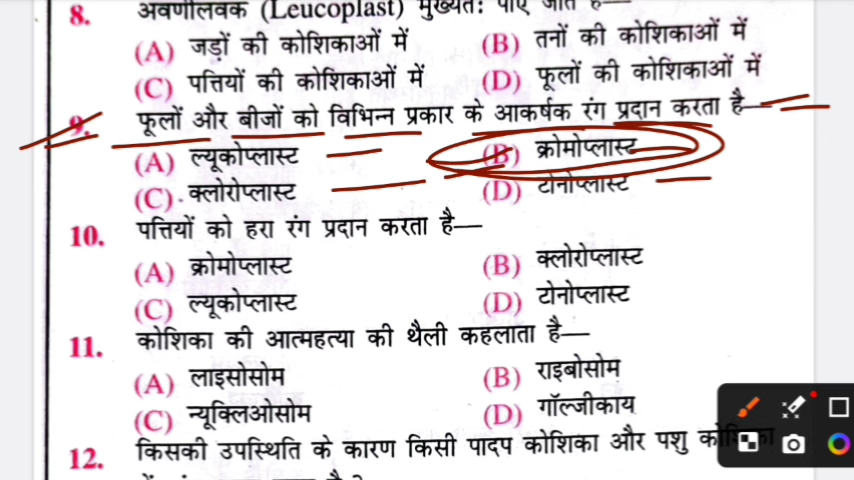 8. अवर्णीलवक (Leucoplast) मुख्यतः पाए जाते हैं—
(A) जड़ों की कोशिकाओं में (B) तनों की कोशिकाओं में
(C) पत्तियों की कोशिकाओं में (D) फूलों की कोशिकाओं में
9. फूलों और बीजों को विभिन्न प्रकार के आकर्षक रंग प्रदान करता है—
(A) ल्यूकोप्लास्ट (B) क्रोमोप्लास्ट
(C) क्लोरोप्लास्ट (D) टोनोप्लास्ट
10. पत्तियों को हरा रंग प्रदान करता है—
(A) क्रोमोप्लास्ट (B) क्लोरोप्लास्ट
(C) ल्यूकोप्लास्ट (D) टोनोप्लास्ट
11. कोशिका की आत्महत्या की थैली कहलाता है—
(A) लाइसोसोम (B) राइबोसोम
(C) न्यूक्लिओसोम (D) गॉल्जीकाय
12. किसकी उपस्थिति के कारण किसी पादप कोशिका और पशु कोशिका